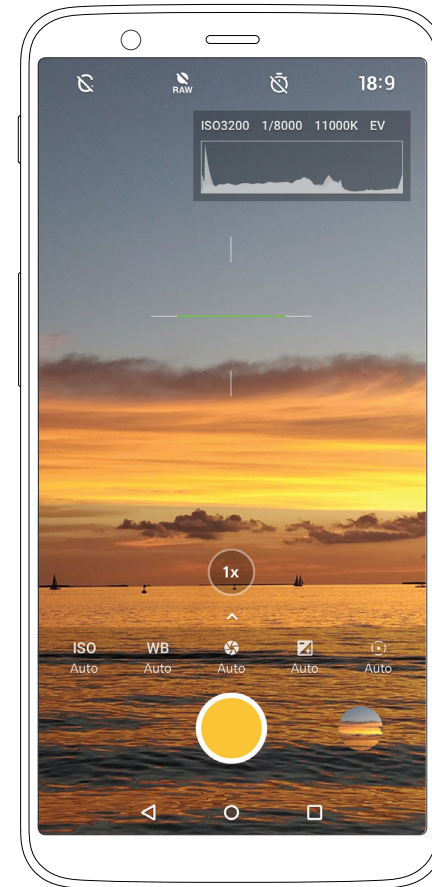 RAW
18:9
ISO3200 1/8000 11000K EV
1x
ISO WB
Auto Auto Auto Auto Auto